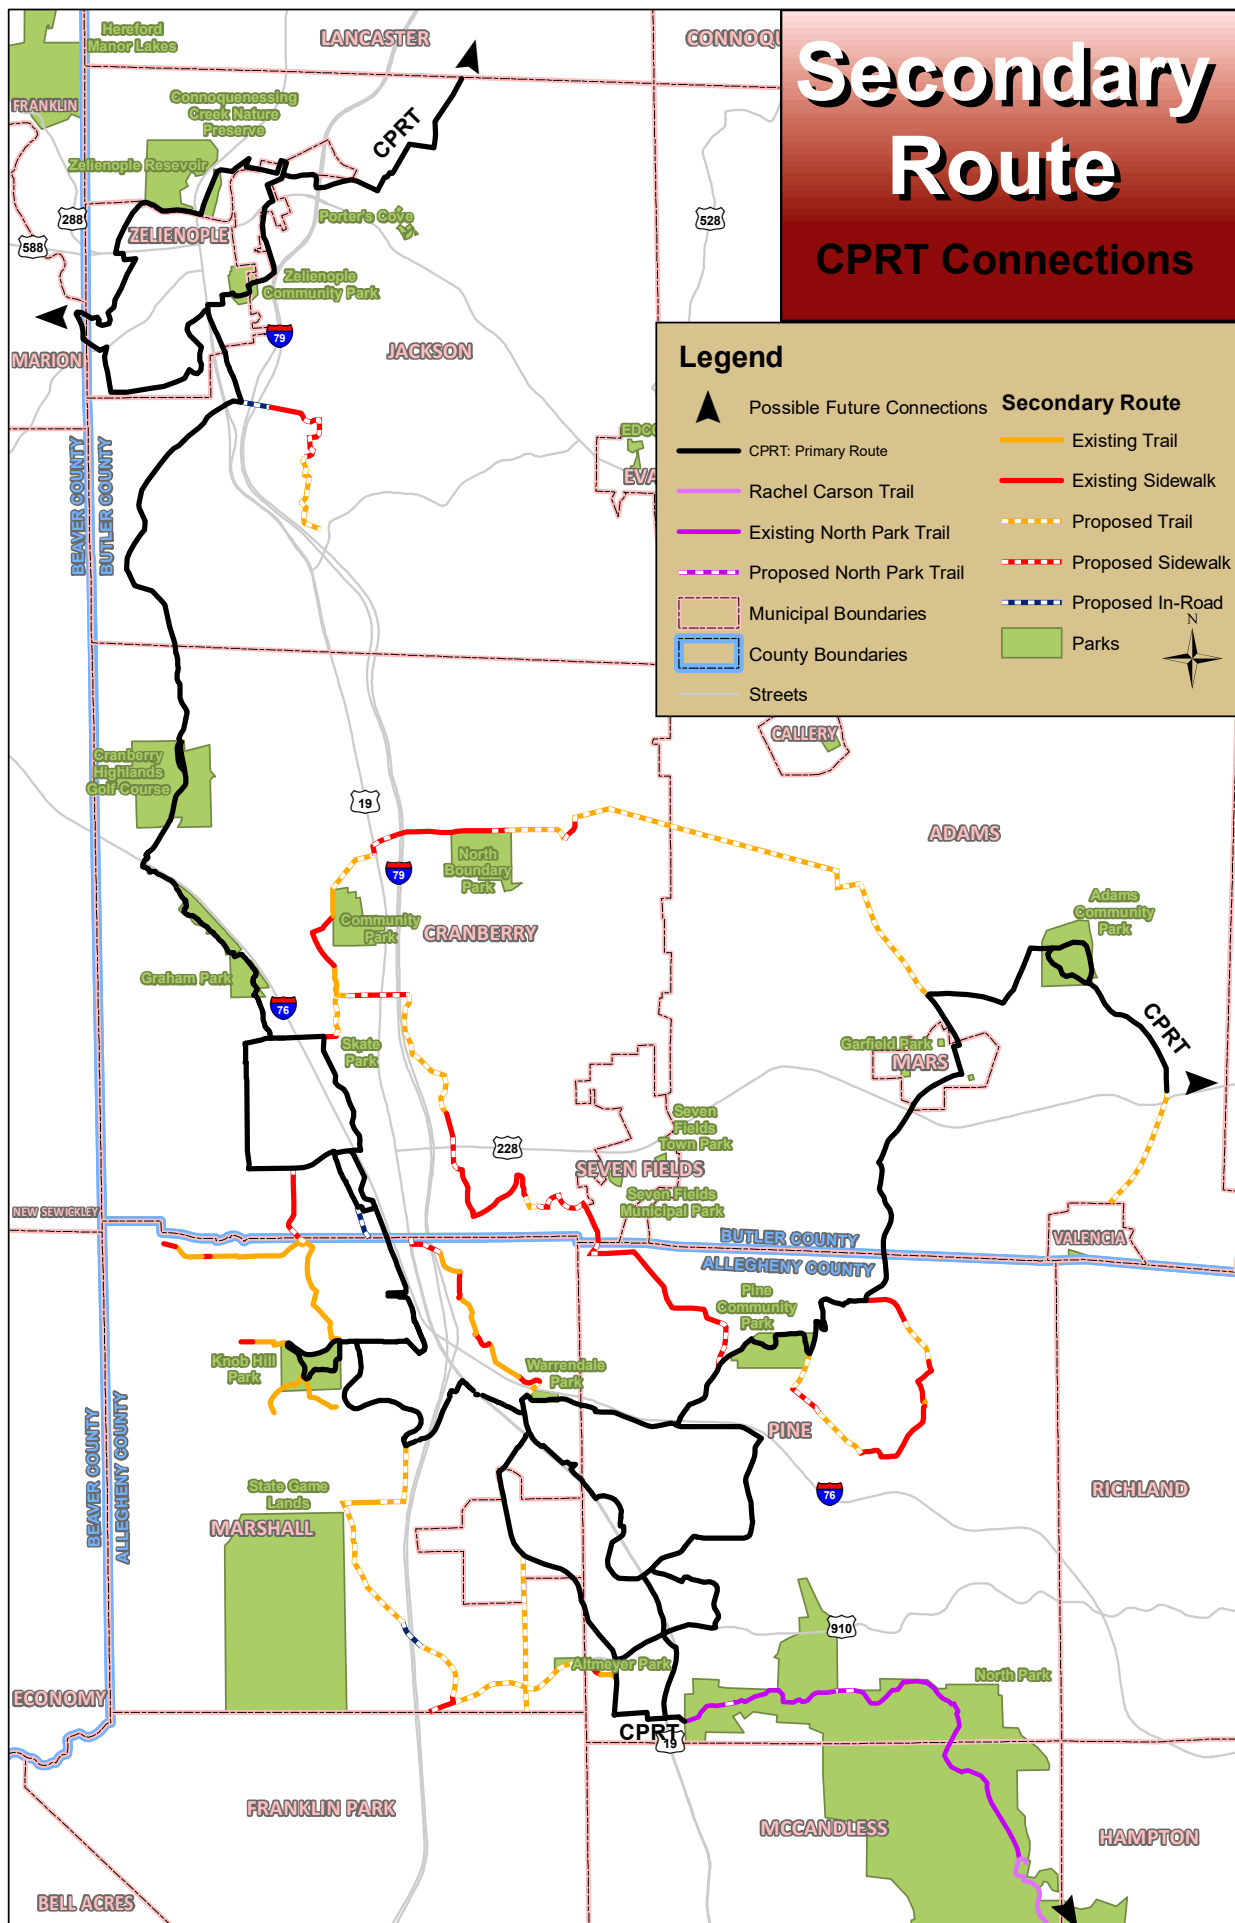 Secondary
Route
CPRT Connections
Legend
Possible Future Connections
CPRT: Primary Route
Rachel Carson Trail
Existing North Park Trail
Proposed North Park Trail
Municipal Boundaries
County Boundaries
Streets
Secondary Route
Existing Trail
Existing Sidewalk
Proposed Trail
Proposed Sidewalk
Proposed In-Road
Parks
N
Hereford
Manor Lakes
LANCASTER
CONNOQU
FRANKLIN
Connoquenessing
Creek Nature
Preserve
CPRT
Zelienople Resevoir
288
588
ZELIENOPLE
Porter's Cove
528
Zelienople
Community Park
79
MARION
JACKSON
EDCO
EVA
BEAVER COUNTY
BUTLER COUNTY
CALLERY
Cranberry
Highlands
Golf Course
19
ADAMS
North
Boundary
Park
79
Community
Park
CRANBERRY
Adams
Community
Park
Graham Park
76
CPRT
Skate
Park
Garfield Park
MARS
Seven
Fields
Town Park
228
SEVEN FIELDS
Seven Fields
Municipal Park
NEW SEWICKLEY
BUTLER COUNTY
ALLEGHENY COUNTY
VALENCIA
Pine
Community
Park
Knob Hill
Park
Warrendale
Park
PINE
BEAVER COUNTY
ALLEGHENY COUNTY
State Game
Lands
MARSHALL
76
RICHLAND
910
Altmeyer Park
North Park
ECONOMY
CPRT
19
FRANKLIN PARK
MCCANDLESS
HAMPTON
BELL ACRES